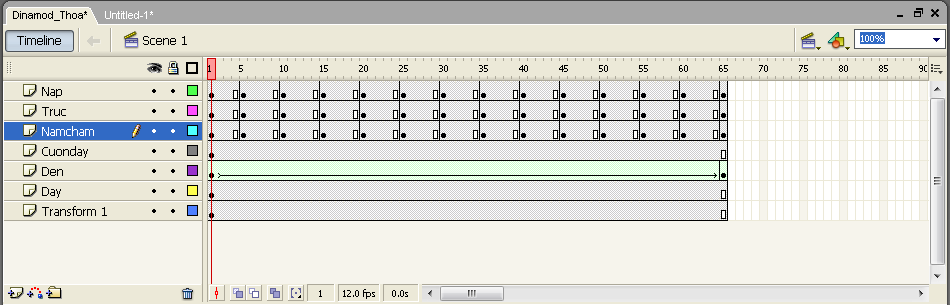 Dinamod_Thoa* Untitled-1*
Timeline Scene 1 100%
1 5 10 15 20 25 30 35 40 45 50 55 60 65 70 75 80 85 90
Nap
Truc
Namcham
Cuonday
Den
Day
Transform 1
1 12.0 fps 0.0s